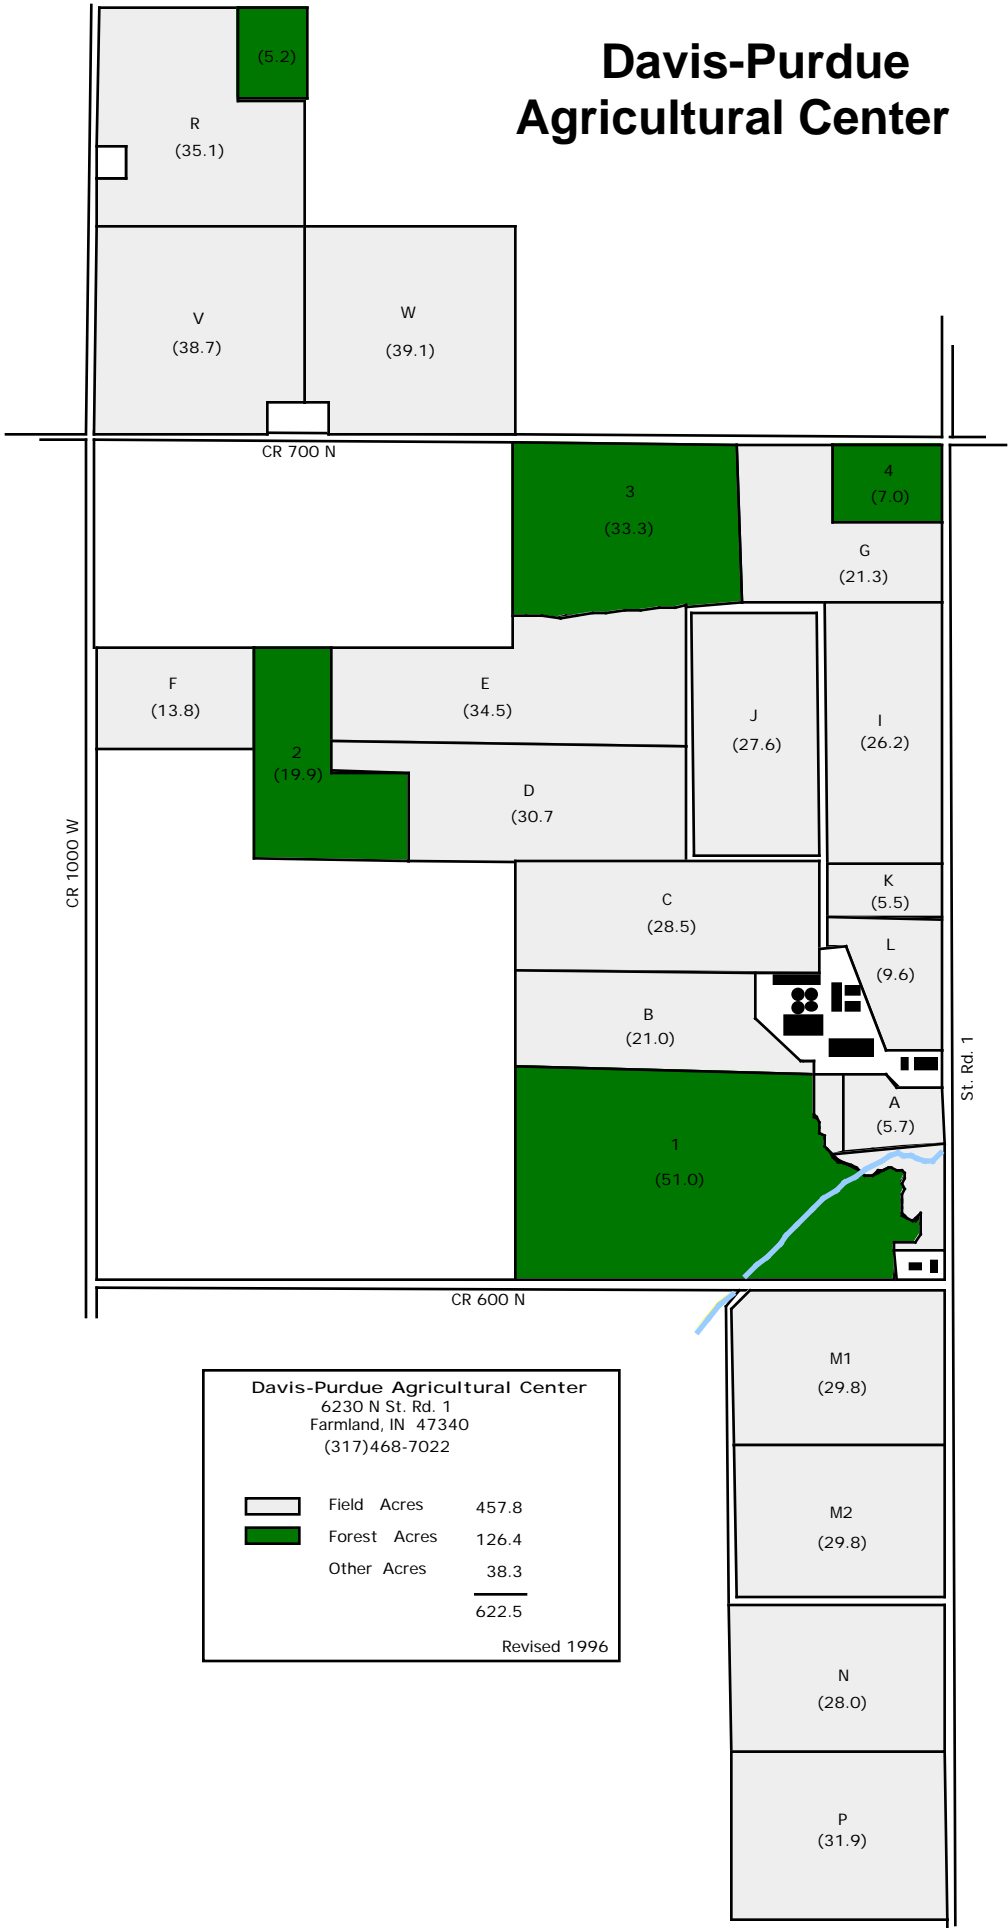 Davis-Purdue
Agricultural Center
(5.2)
R
(35.1)
V
(38.7)
W
(39.1)
CR 700 N
3
(33.3)
4
(7.0)
G
(21.3)
F
(13.8)
2
(19.9)
E
(34.5)
J
(27.6)
I
(26.2)
D
(30.7
CR 1000 W
C
(28.5)
K
(5.5)
L
(9.6)
B
(21.0)
St. Rd. 1
A
(5.7)
1
(51.0)
CR 600 N
M1
(29.8)
Davis-Purdue Agricultural Center
6230 N St. Rd. 1
Farmland, IN 47340
(317)468-7022
Field Acres 457.8
Forest Acres 126.4
Other Acres 38.3
622.5
Revised 1996
M2
(29.8)
N
(28.0)
P
(31.9)